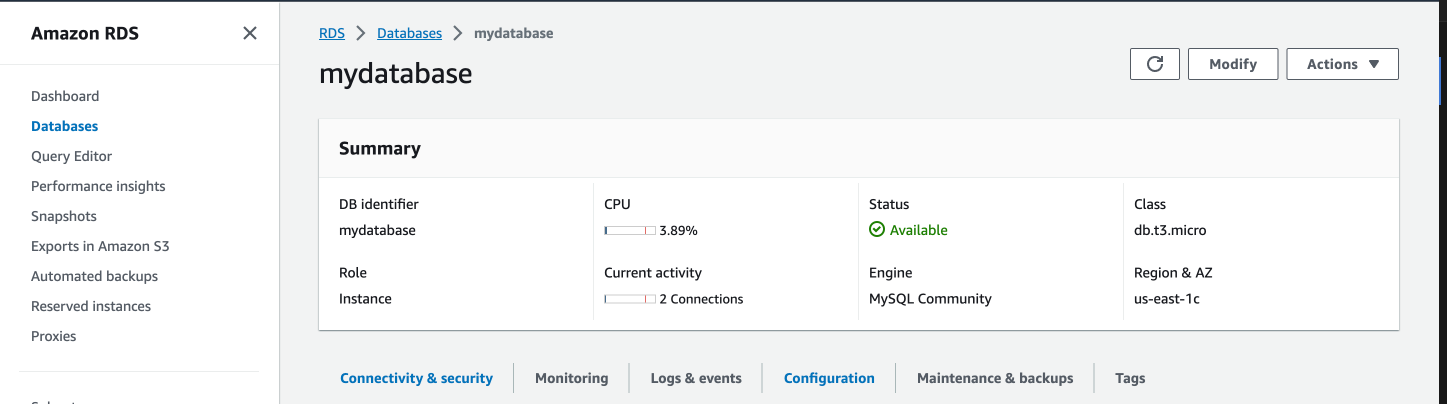 Amazon RDS
Dashboard
Databases
Query Editor
Performance insights
Snapshots
Exports in Amazon S3
Automated backups
Reserved instances
Proxies
RDS > Databases > mydatabase
mydatabase
Modify
Actions
Summary
DB identifier
mydatabase
CPU
3.89%
Status
Available
Class
db.t3.micro
Role
Instance
Current activity
2 Connections
Engine
MySQL Community
Region & AZ
us-east-1c
Connectivity & security
Monitoring
Logs & events
Configuration
Maintenance & backups
Tags